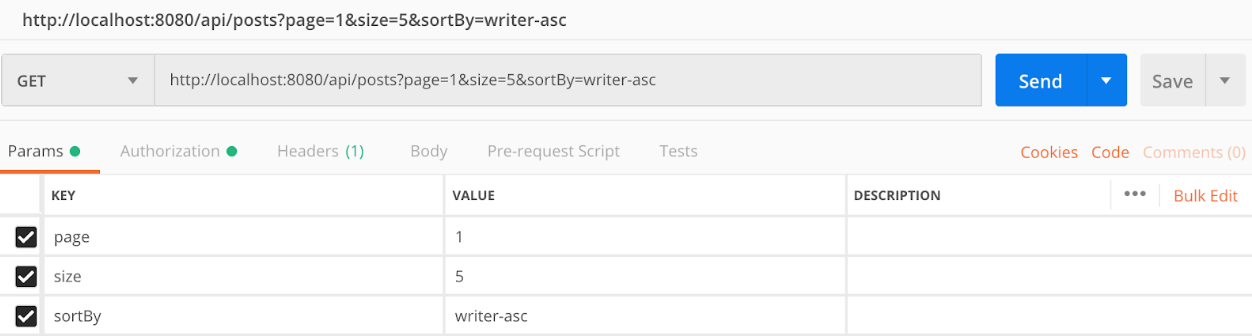 http://localhost:8080/api/posts?page=1&size=5&sortBy=writer-asc
GET http://localhost:8080/api/posts?page=1&size=5&sortBy=writer-asc Send Save
Params Authorization Headers (1) Body Pre-request Script Tests Cookies Code Comments (0)
KEY VALUE DESCRIPTION ••• Bulk Edit
page 1
size 5
sortBy writer-asc